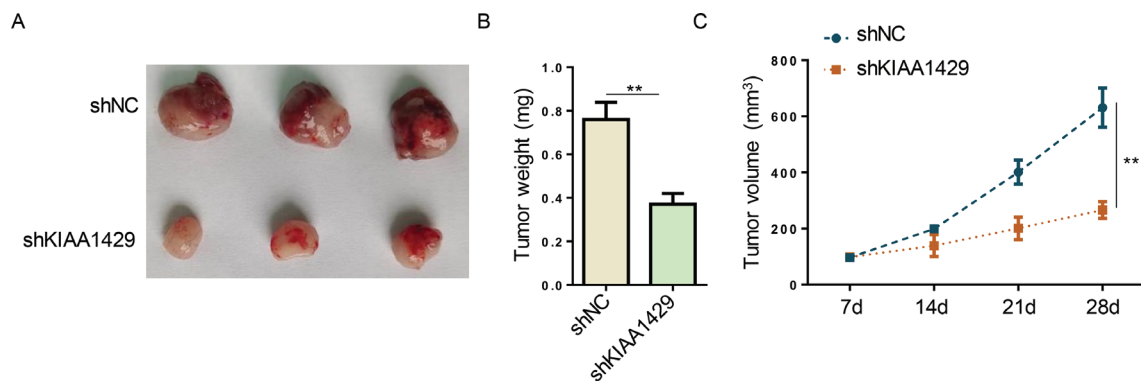 A
shNC
shKIAA1429
B
Tumor weight (mg)
1.0
0.8
0.6
0.4
0.2
0.0
**
shNC
shKIAA1429
C
shNC
shKIAA1429
Tumor volume (mm³)
800
600
400
200
0
**
7d
14d
21d
28d